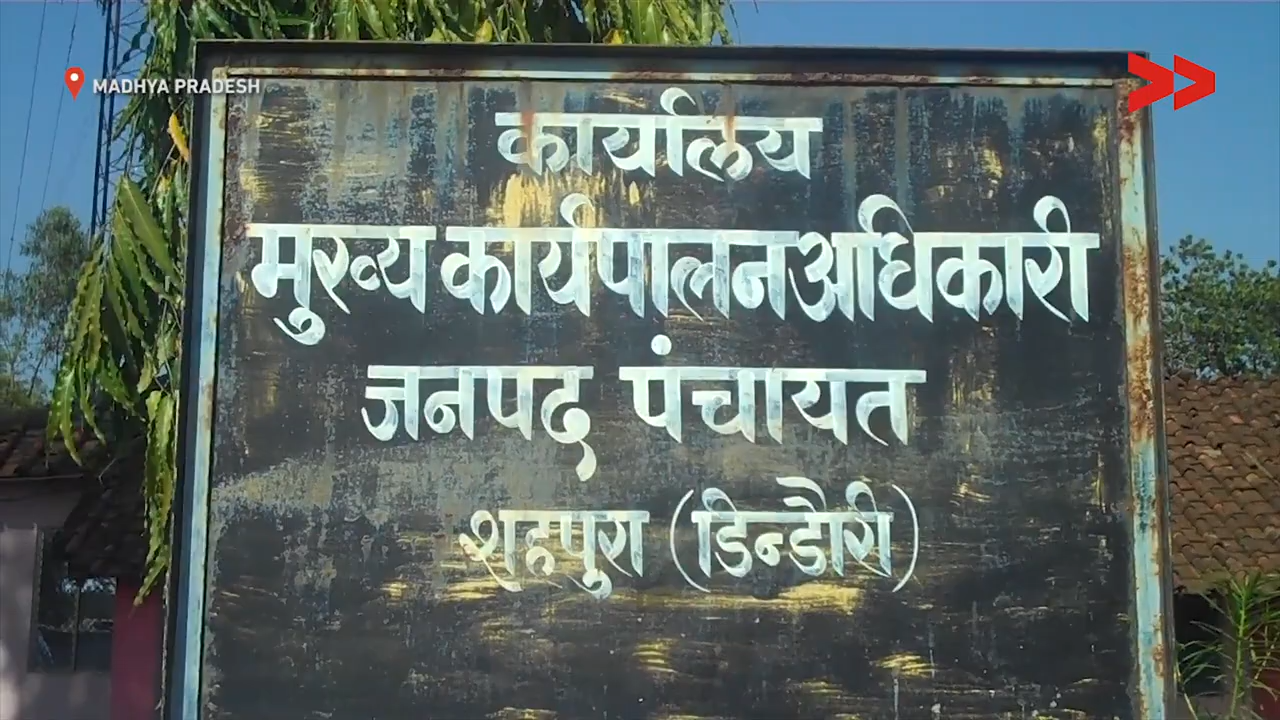 MADHYA PRADESH
कार्यालय
मुख्य कार्यपालन अधिकारी
जनपद पंचायत
शहपुरा (डिन्डौरी)